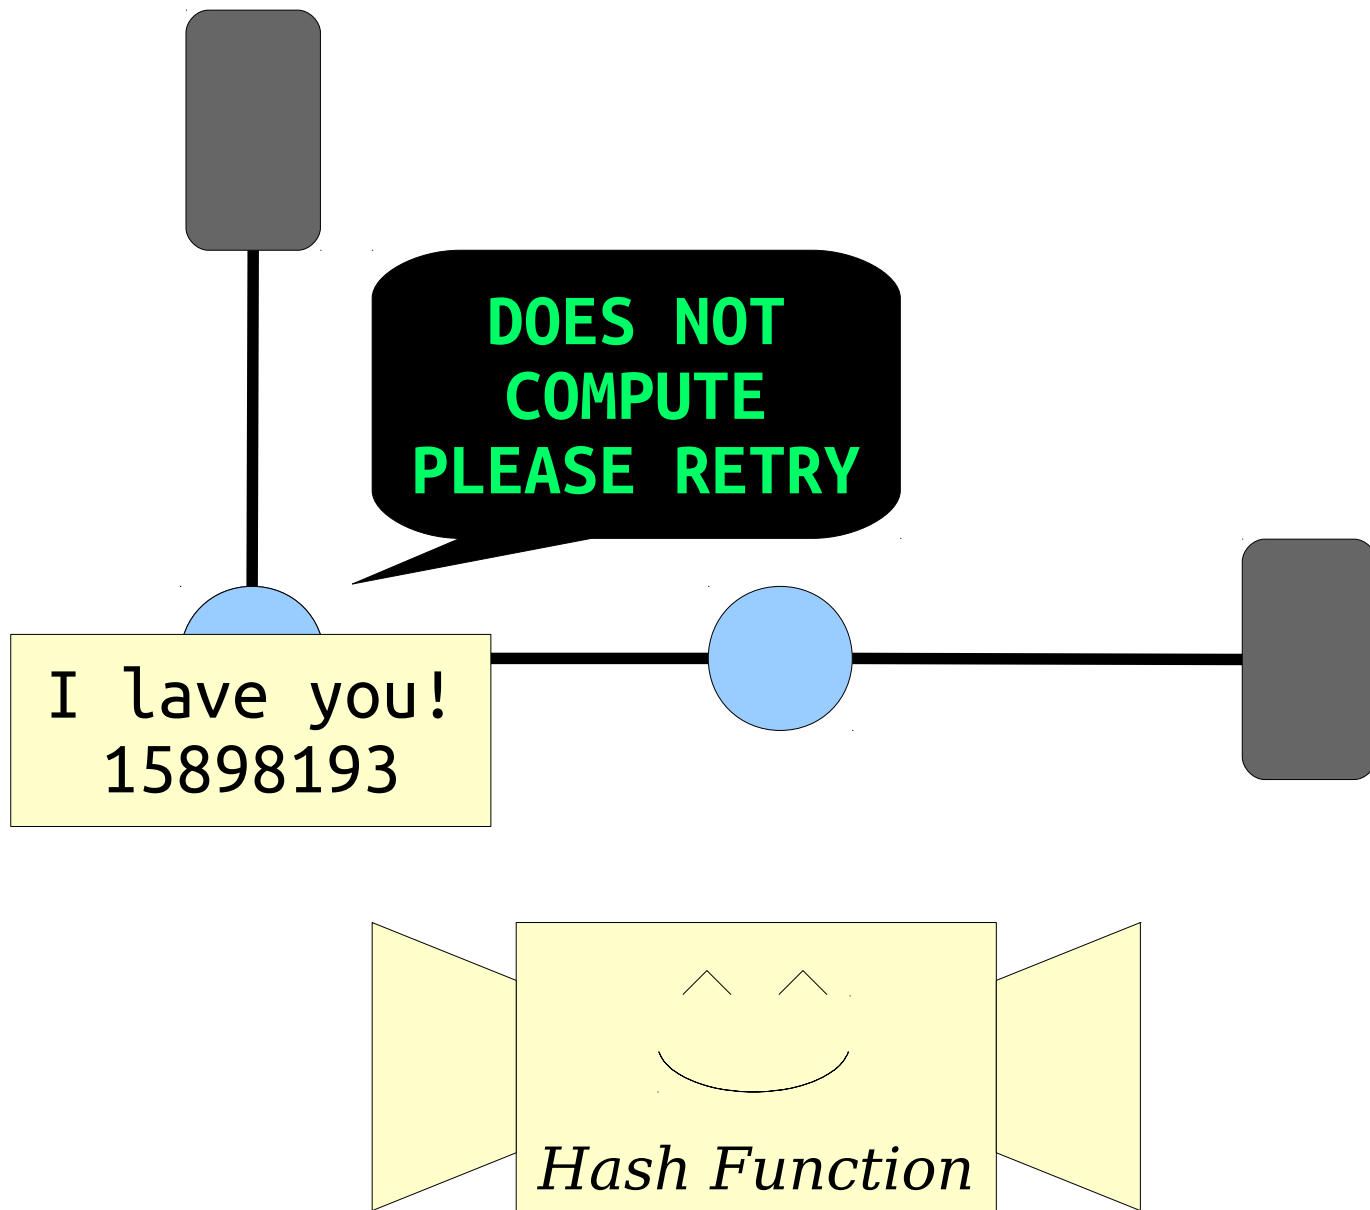 DOES NOT
COMPUTE
PLEASE RETRY
I lave you!
15898193
Hash Function